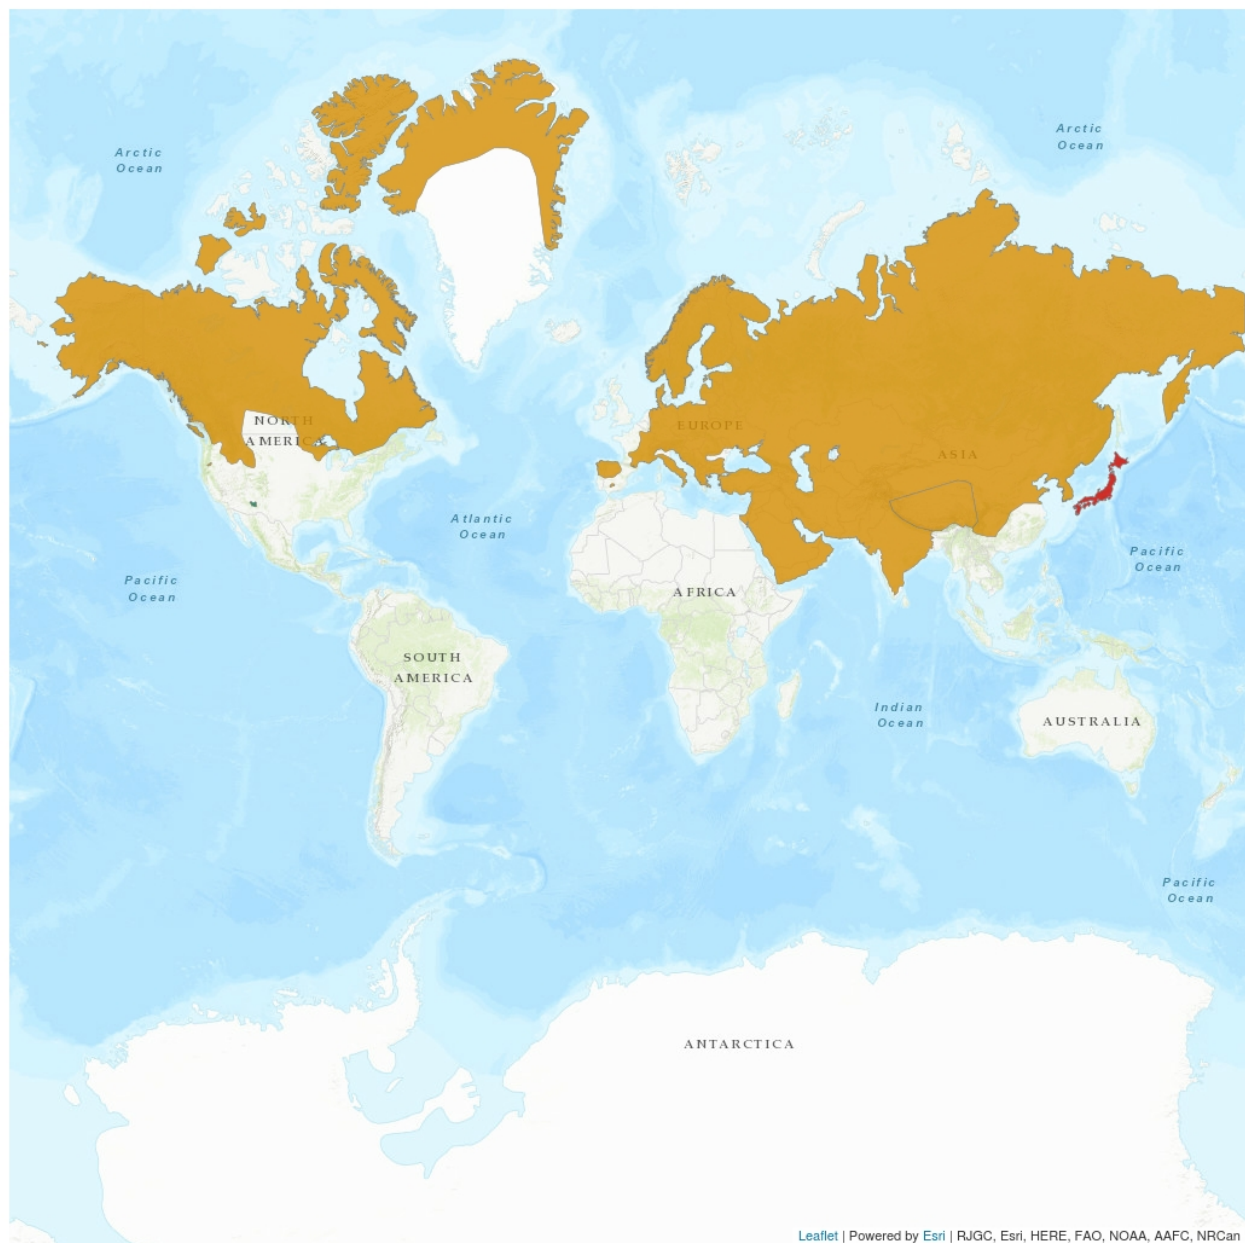 Arctic
Ocean
Arctic
Ocean
NORTH
AMERICA
EUROPE
ASIA
Atlantic
Ocean
Pacific
Ocean
Pacific
Ocean
AFRICA
SOUTH
AMERICA
Indian
Ocean
AUSTRALIA
Pacific
Ocean
ANTARCTICA
Leaflet | Powered by Esri | RJGC, Esri, HERE, FAO, NOAA, AAFC, NRCan